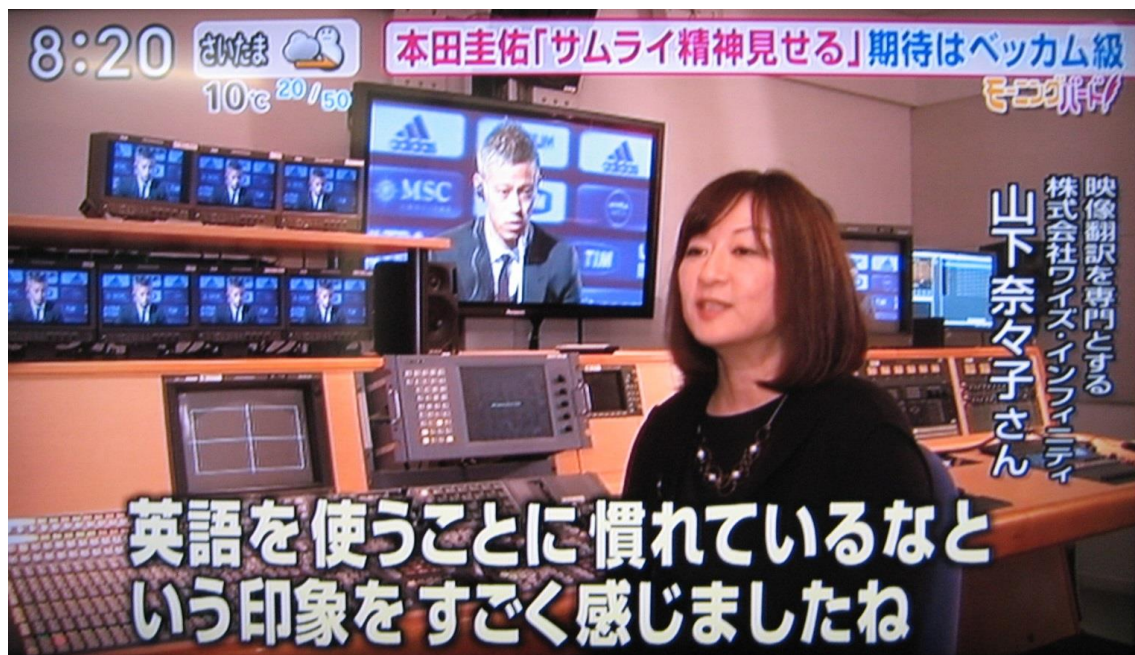 8:20
さいたま
10℃ 20/50
本田圭佑「サムライ精神見せる」期待はベッカム級
モーニングバード!
adidas
TIM
adidas
MSC
TIM
映像翻訳を専門とする
株式会社ワイズ・インフィニティ
山下奈々子さん
英語を使うことに慣れているなと
いう印象をすごく感じましたね